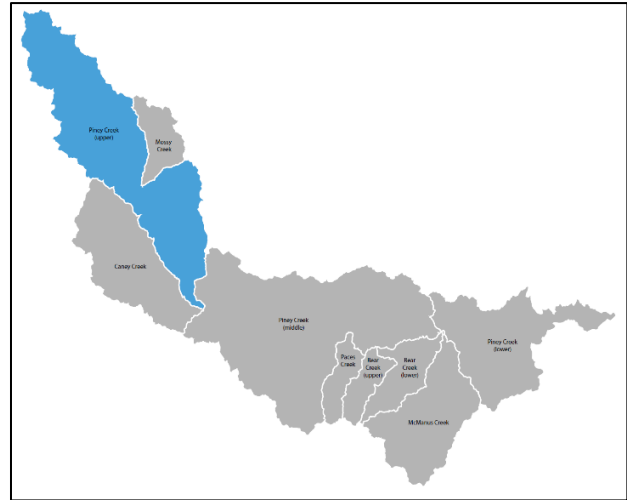 Piney Creek
(upper)
Mossy
Creek
Caney Creek
Piney Creek
(middle)
Paces
Creek
Bear
Creek
(upper)
Bear
Creek
(lower)
Piney Creek
(lower)
McManus Creek